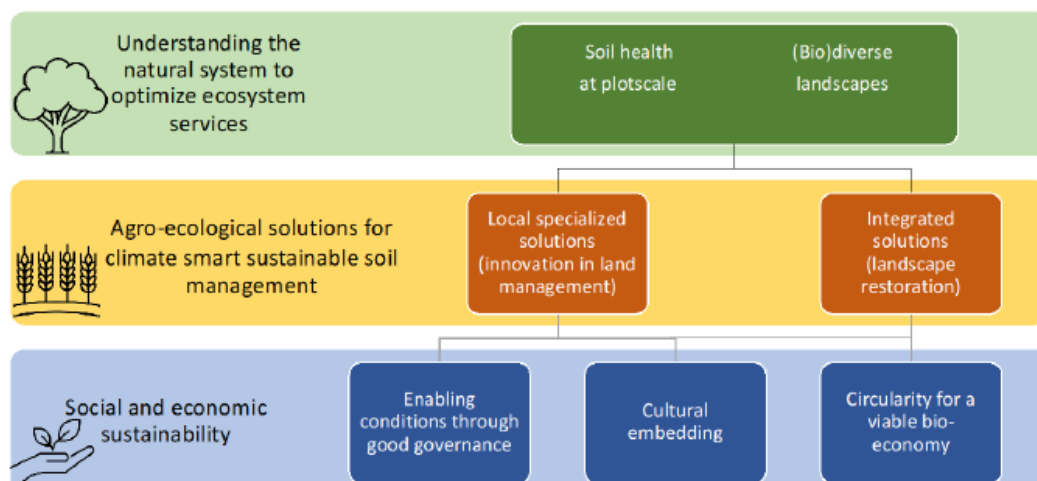 Understanding the
natural system to
optimize ecosystem
services
Soil health
at plotscale
(Bio)diverse
landscapes
Agro-ecological solutions for
climate smart sustainable soil
management
Local specialized
solutions
(innovation in land
management)
Integrated
solutions
(landscape
restoration)
Social and economic
sustainability
Enabling
conditions through
good governance
Cultural
embedding
Circularity for a
viable bio-
economy